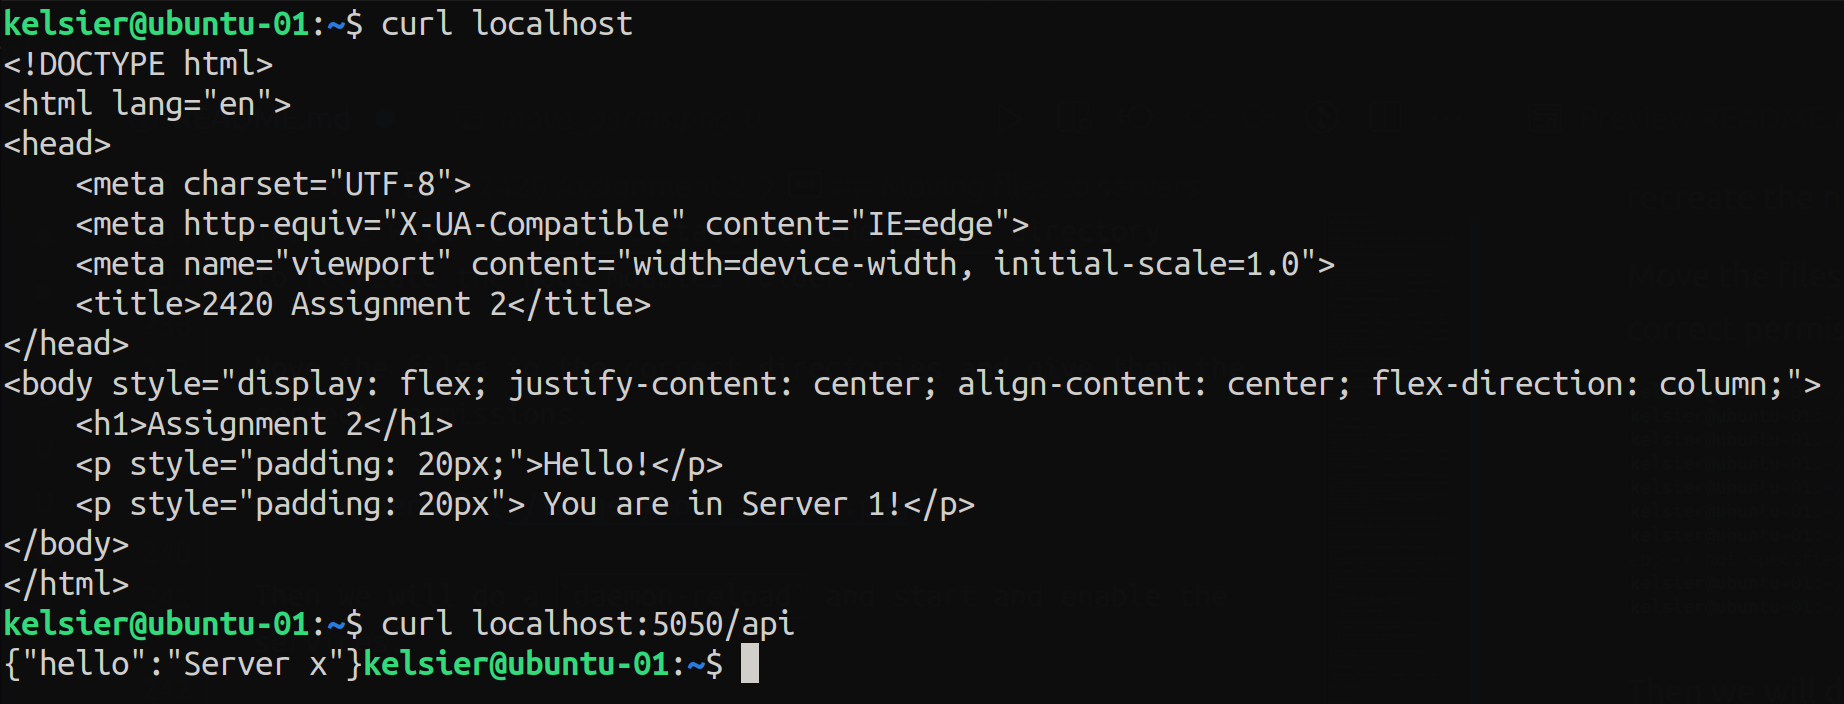 kelsier@ubuntu-01:~$ curl localhost
<!DOCTYPE html>
<html lang="en">
<head>
    <meta charset="UTF-8">
    <meta http-equiv="X-UA-Compatible" content="IE=edge">
    <meta name="viewport" content="width=device-width, initial-scale=1.0">
    <title>2420 Assignment 2</title>
</head>
<body style="display: flex; justify-content: center; align-content: center; flex-direction: column;">
    <h1>Assignment 2</h1>
    <p style="padding: 20px;">Hello!</p>
    <p style="padding: 20px"> You are in Server 1!</p>
</body>
</html>
kelsier@ubuntu-01:~$ curl localhost:5050/api
{"hello":"Server x"}kelsier@ubuntu-01:~$